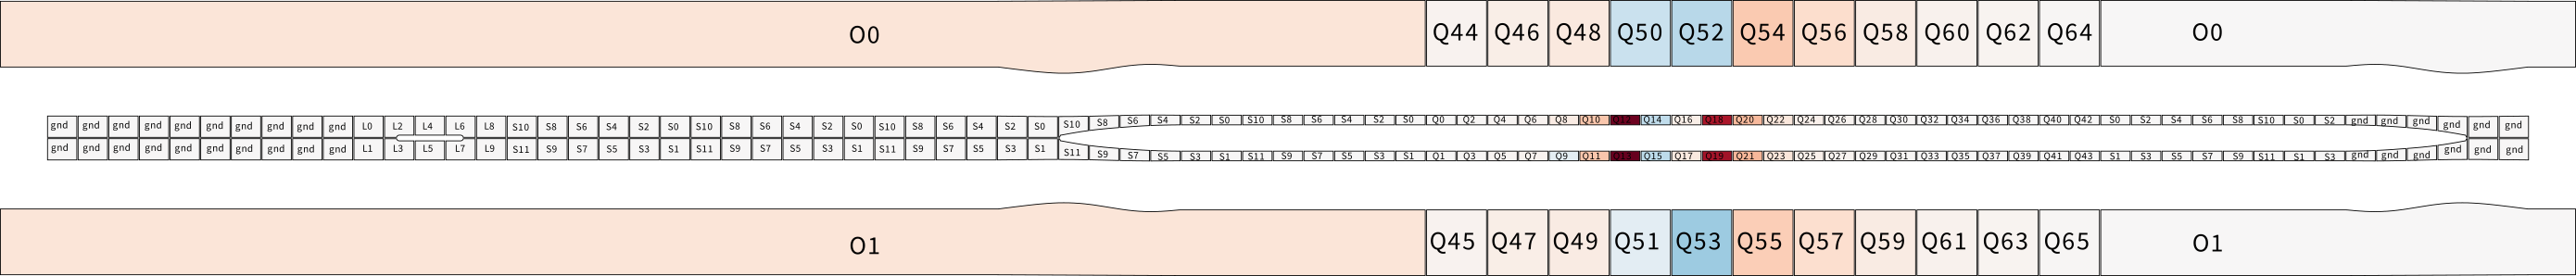 O0 Q44 Q46 Q48 Q50 Q52 Q54 Q56 Q58 Q60 Q62 Q64 O0
gnd gnd gnd gnd gnd gnd gnd gnd gnd gnd L0 L2 L4 L6 L8 S10 S8 S6 S4 S2 S0 S10 S8 S6 S4 S2 S0 S10 S8 S6 S4 S2 S0 S10 S8 S6 S4 S2 S0 S10 S8 S6 S4 S2 S0 Q0 Q2 Q4 Q6 Q8 Q10 Q12 Q14 Q16 Q18 Q20 Q22 Q24 Q26 Q28 Q30 Q32 Q34 Q36 Q38 Q40 Q42 S0 S2 S4 S6 S8 S10 S0 S2 gnd gnd gnd gnd gnd gnd
gnd gnd gnd gnd gnd gnd gnd gnd gnd gnd L1 L3 L5 L7 L9 S11 S9 S7 S5 S3 S1 S11 S9 S7 S5 S3 S1 S11 S9 S7 S5 S3 S1 S11 S9 S7 S5 S3 S1 S11 S9 S7 S5 S3 S1 Q1 Q3 Q5 Q7 Q9 Q11 Q13 Q15 Q17 Q19 Q21 Q23 Q25 Q27 Q29 Q31 Q33 Q35 Q37 Q39 Q41 Q43 S1 S3 S5 S7 S9 S11 S1 S3 gnd gnd gnd gnd gnd gnd
O1 Q45 Q47 Q49 Q51 Q53 Q55 Q57 Q59 Q61 Q63 Q65 O1